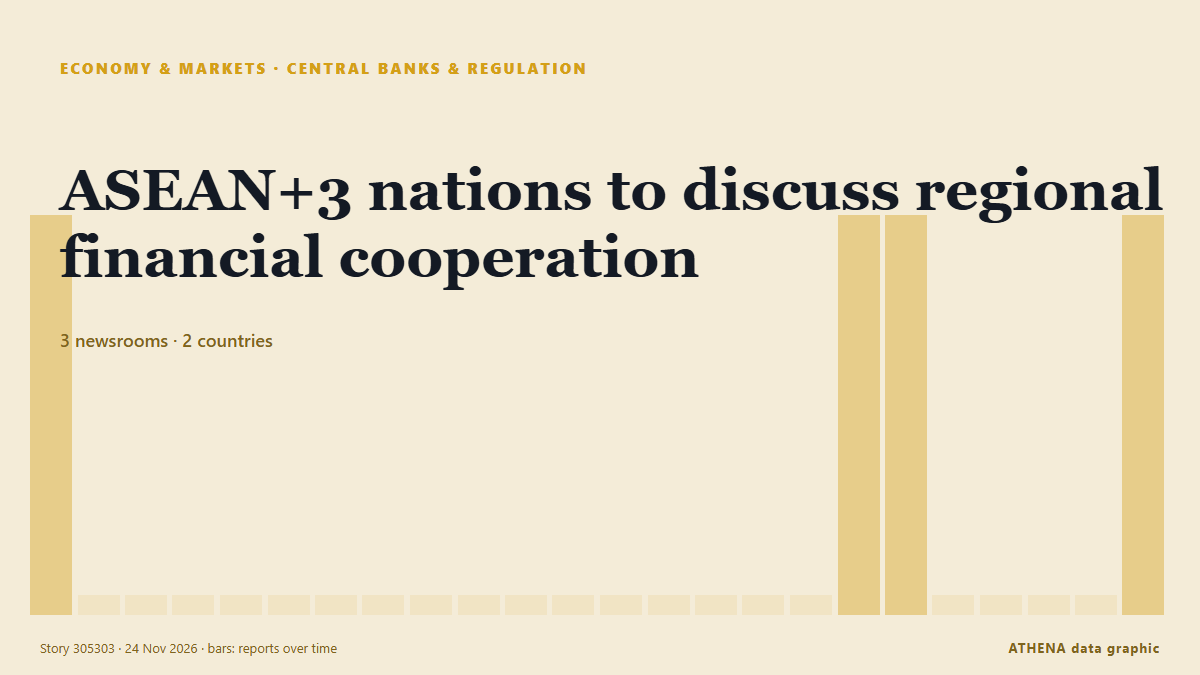 ECONOMY & MARKETS · CENTRAL BANKS & REGULATION
ASEAN+3 nations to discuss regional
financial cooperation
3 newsrooms · 2 countries
Story 305303 · 24 Nov 2026 · bars: reports over time
ATHENA data graphic